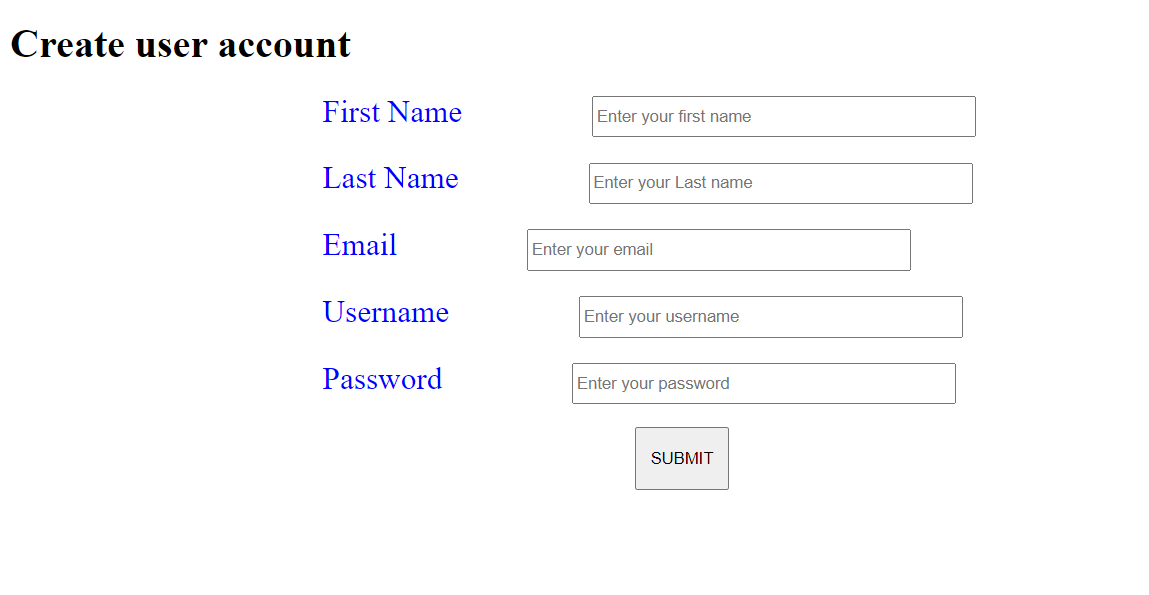 Create user account
First Name Enter your first name
Last Name Enter your Last name
Email Enter your email
Username Enter your username
Password Enter your password
SUBMIT